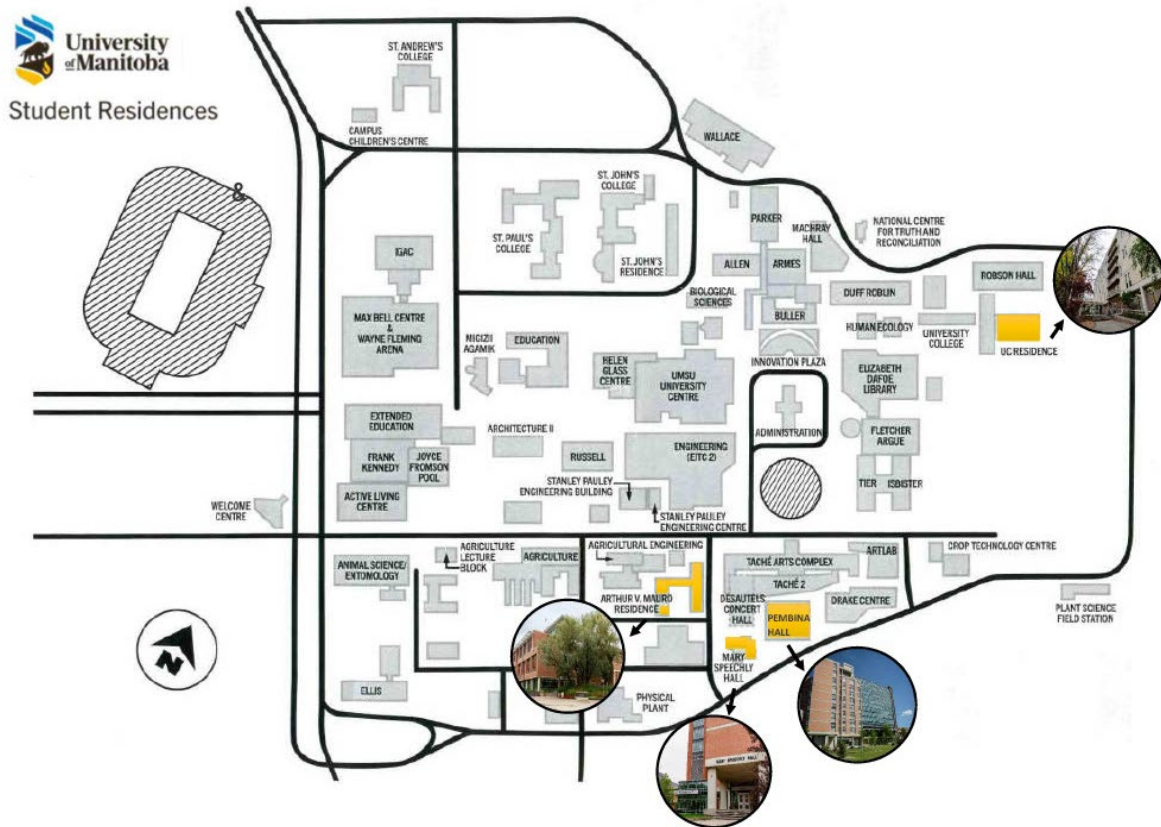 University
of Manitoba
Student Residences
ST. ANDREW'S
COLLEGE
CAMPUS
CHILDREN'S CENTRE
WALLACE
&
ST. JOHN'S
COLLEGE
ST. PAUL'S
COLLEGE
ST. JOHN'S
RESIDENCE
PARKER
MACHRAY
HALL
NATIONAL CENTRE
FOR TRUTH AND
RECONCILIATION
IGAC
ALLEN
ARMES
ROBSON HALL
BIOLOGICAL
SCIENCES
DUFF ROBLIN
BULLER
MAX BELL CENTRE
&
WAYNE FLEMING
ARENA
MIGIZII
AGAMIK
EDUCATION
HUMAN ECOLOGY
UNIVERSITY
COLLEGE
UC RESIDENCE
HELEN
GLASS
CENTRE
UMSU
UNIVERSITY
CENTRE
INNOVATION PLAZA
ELIZABETH
DAFOE
LIBRARY
EXTENDED
EDUCATION
ARCHITECTURE II
ADMINISTRATION
FLETCHER
ARGUE
FRANK
KENNEDY
JOYCE
FROMSON
POOL
RUSSELL
ENGINEERING
(EITC 2)
STANLEY PAULEY
ENGINEERING BUILDING
TIER
ISBISTER
ACTIVE LIVING
CENTRE
WELCOME
CENTRE
STANLEY PAULEY
ENGINEERING CENTRE
AGRICULTURE
LECTURE
BLOCK
AGRICULTURE
AGRICULTURAL ENGINEERING
ANIMAL SCIENCE/
ENTOMOLOGY
TACHÉ ARTS COMPLEX
ARTLAB
CROP TECHNOLOGY CENTRE
TACHÉ 2
ARTHUR V. MAURO
RESIDENCE
DESAUTELS
CONCERT
HALL
PEMBINA
HALL
DRAKE CENTRE
PLANT SCIENCE
FIELD STATION
MARY
SPEECHLY
HALL
N
ELLIS
PHYSICAL
PLANT
MARY SPEECHLY HALL